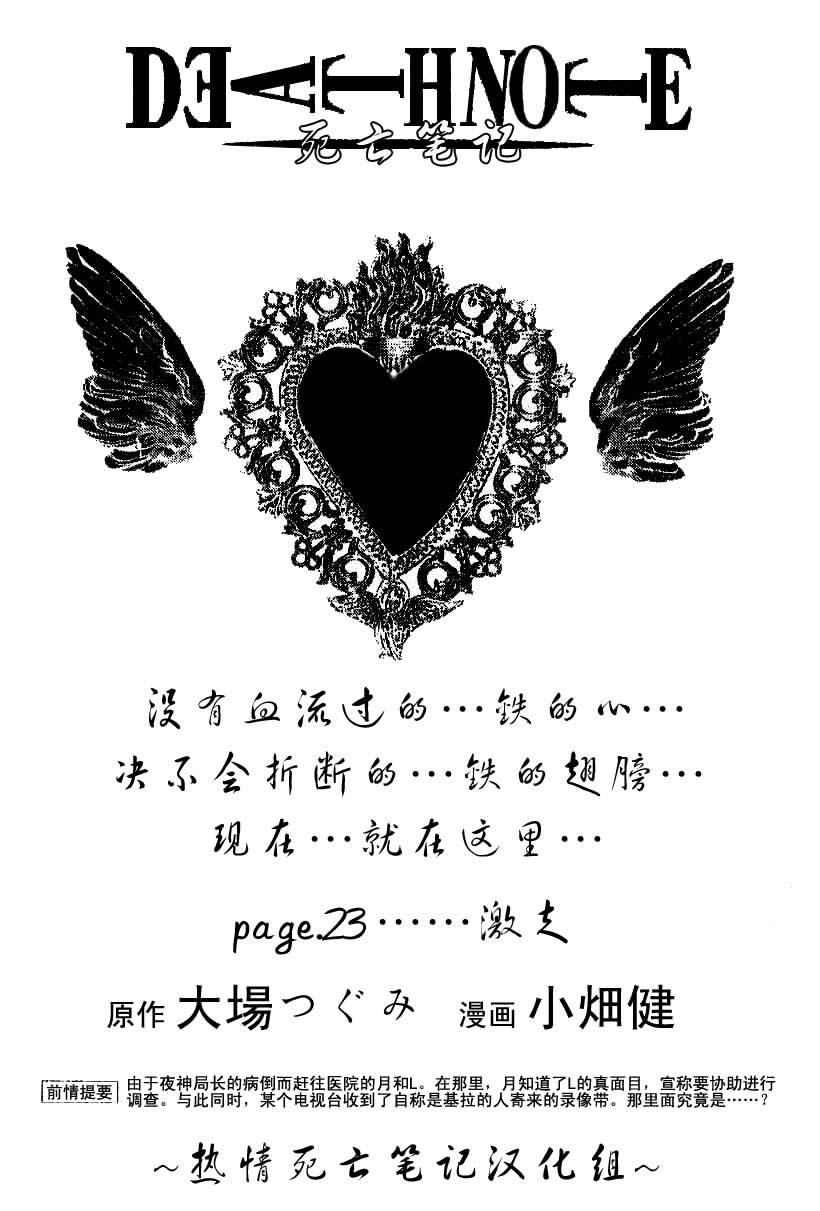 DEATH NOTE
死亡笔记
没有血流过的…鉄的心…
决不会折断的…鉄的翅膀…
现在…就在这里…
page.23……激走
原作 大場つぐみ 漫画 小畑健
前情提要 由于夜神局长的病倒而赶往医院的月和L。在那里，月知道了L的真面目，宣称要协助进行
调查。与此同时，某个电视台收到了自称是基拉的人寄来的录像带。那里面究竟是……？
~热情死亡笔记汉化组~